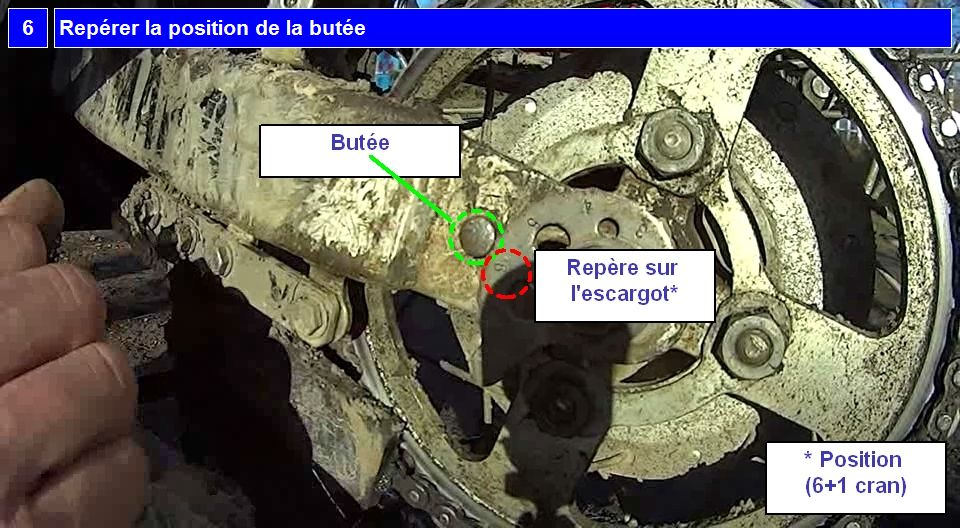 6
Repérer la position de la butée
Butée
Repère sur
l'escargot*
* Position
(6+1 cran)